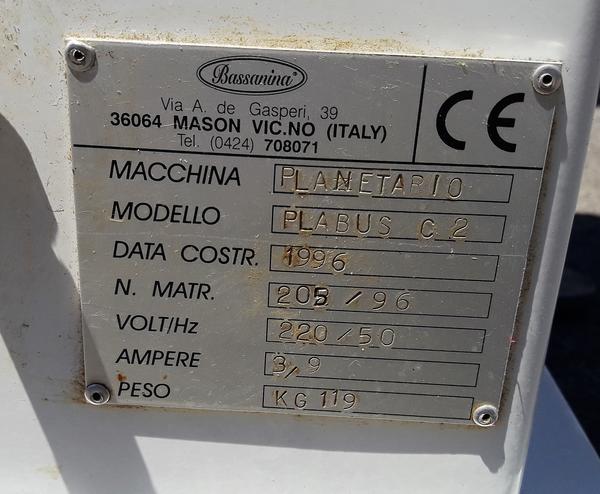 Bassanina®
Via A. de Gasperi, 39
36064 MASON VIC.NO (ITALY)
Tel. (0424) 708071
CE
MACCHINA PLANETARIO
MODELLO PLABUS C 2
DATA COSTR. 1996
N. MATR. 205/96
VOLT/Hz 220/50
AMPERE 3,9
PESO KG 119